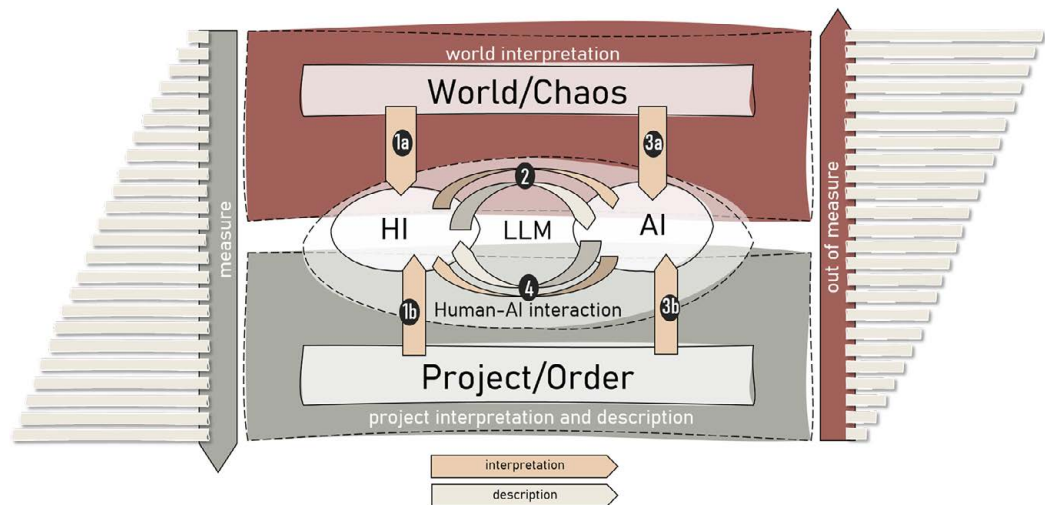 world interpretation
World/Chaos
1a
3a
2
HI
LLM
AI
measure
out of measure
4
1b
Human-AI interaction
3b
Project/Order
project interpretation and description
interpretation
description